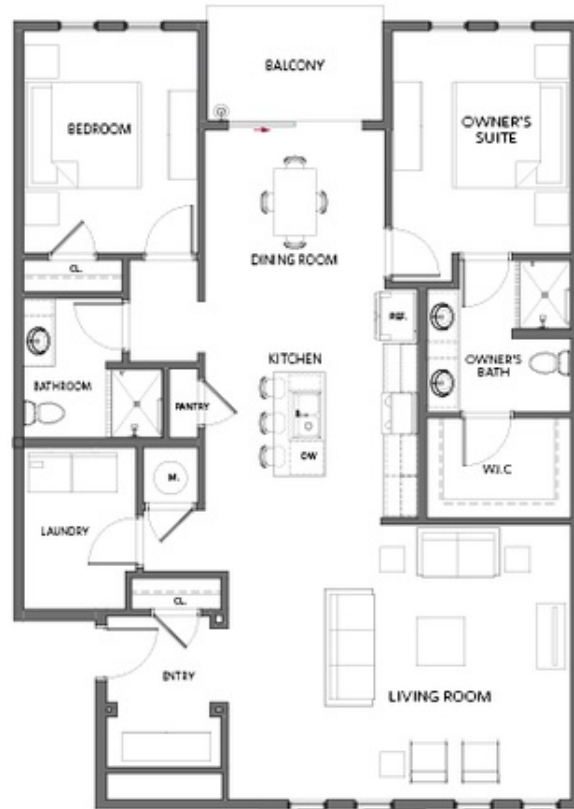 BALCONY
BEDROOM
OWNER'S
SUITE
DINING ROOM
CL.
REF.
KITCHEN
OWNER'S
BATH
BATHROOM
PANTRY
DW
W.I.C
M.
LAUNDRY
CL.
ENTRY
LIVING ROOM